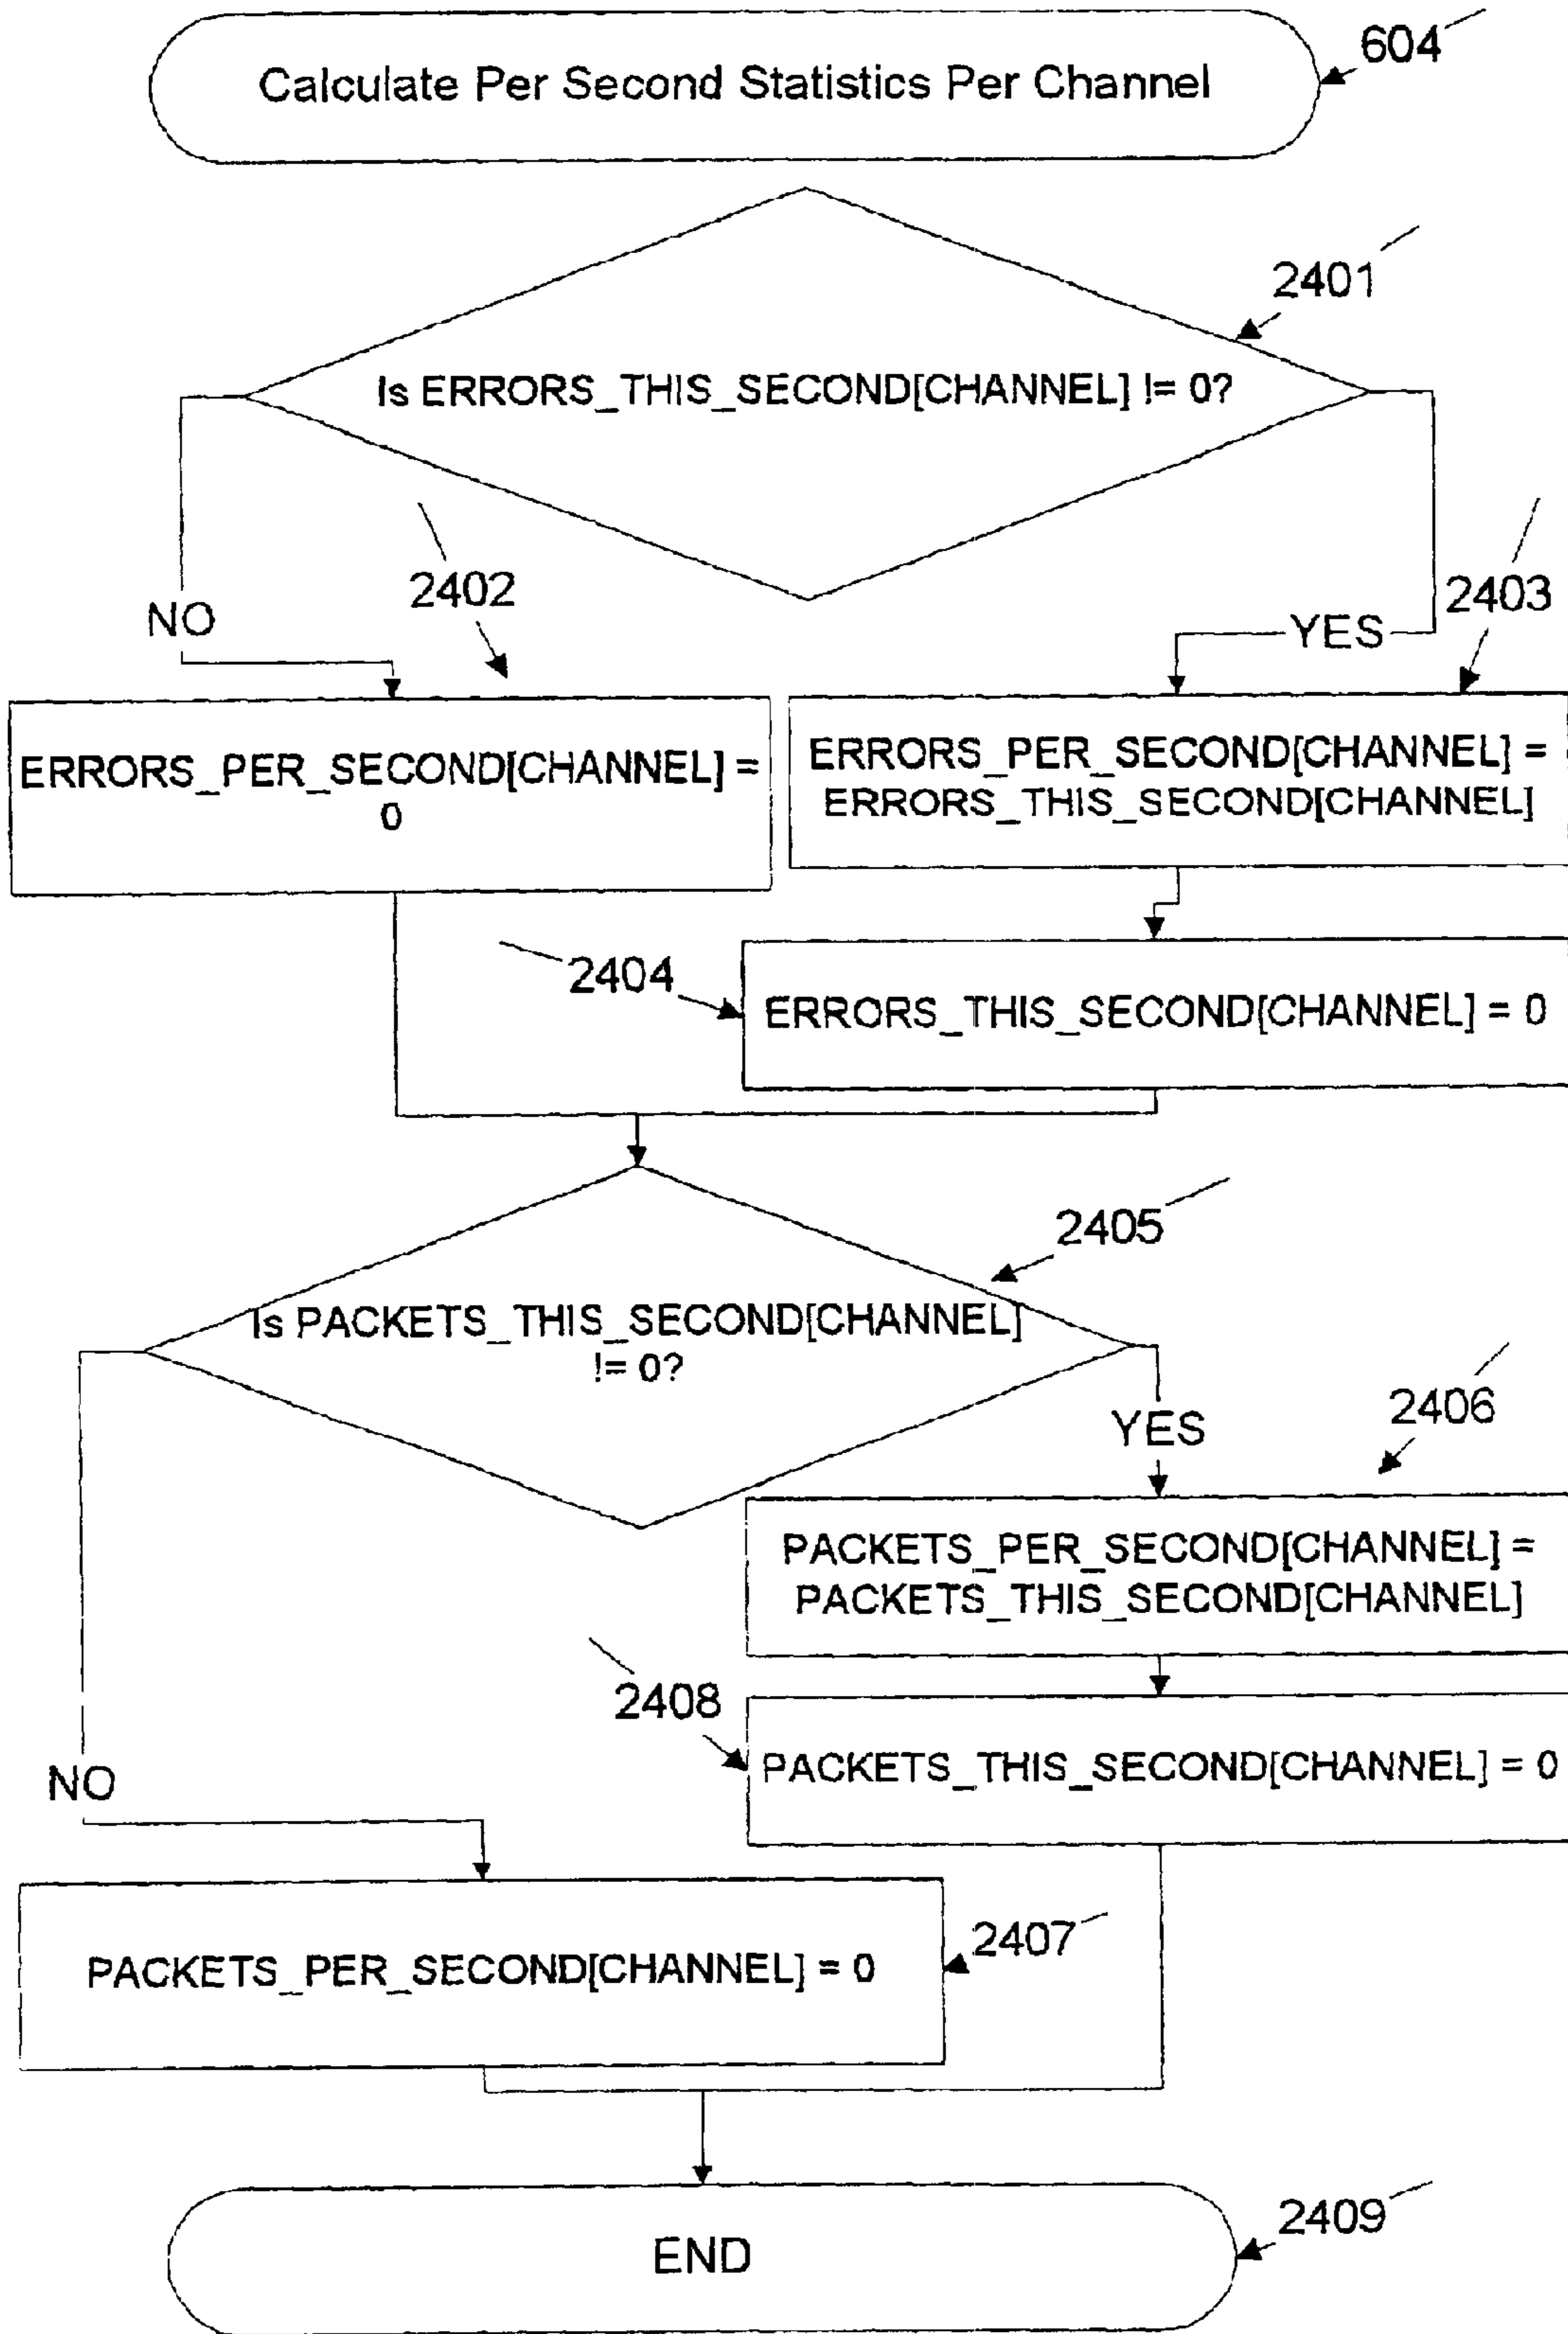 Calculate Per Second Statistics Per Channel
604
2401
Is ERRORS_THIS_SECOND[CHANNEL] != 0?
2402
2403
NO
YES
ERRORS_PER_SECOND[CHANNEL] =
0
ERRORS_PER_SECOND[CHANNEL] =
ERRORS_THIS_SECOND[CHANNEL]
2404
ERRORS_THIS_SECOND[CHANNEL] = 0
2405
Is PACKETS_THIS_SECOND[CHANNEL]
!= 0?
2406
YES
PACKETS_PER_SECOND[CHANNEL] =
PACKETS_THIS_SECOND[CHANNEL]
2408
PACKETS_THIS_SECOND[CHANNEL] = 0
NO
2407
PACKETS_PER_SECOND[CHANNEL] = 0
2409
END